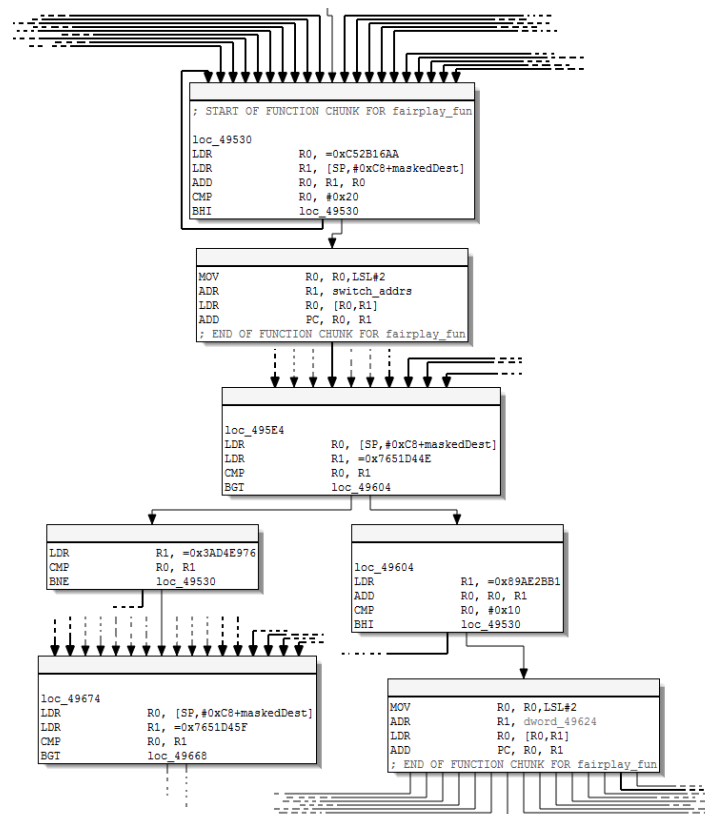 ; START OF FUNCTION CHUNK FOR fairplay_fun
loc_49530
LDR R0, =0xC52B16AA
LDR R1, [SP,#0xC8+maskedDest]
ADD R0, R1, R0
CMP R0, #0x20
BHI loc_49530
MOV R0, R0,LSL#2
ADR R1, switch_addrs
LDR R0, [R0,R1]
ADD PC, R0, R1
; END OF FUNCTION CHUNK FOR fairplay_fun
loc_495E4
LDR R0, [SP,#0xC8+maskedDest]
LDR R1, =0x7651D44E
CMP R0, R1
BGT loc_49604
LDR R1, =0x3AD4E976
CMP R0, R1
BNE loc_49530
loc_49604
LDR R1, =0x89AE2BB1
ADD R0, R0, R1
CMP R0, #0x10
BHI loc_49530
loc_49674
LDR R0, [SP,#0xC8+maskedDest]
LDR R1, =0x7651D45F
CMP R0, R1
BGT loc_49668
MOV R0, R0,LSL#2
ADR R1, dword_49624
LDR R0, [R0,R1]
ADD PC, R0, R1
; END OF FUNCTION CHUNK FOR fairplay_fun